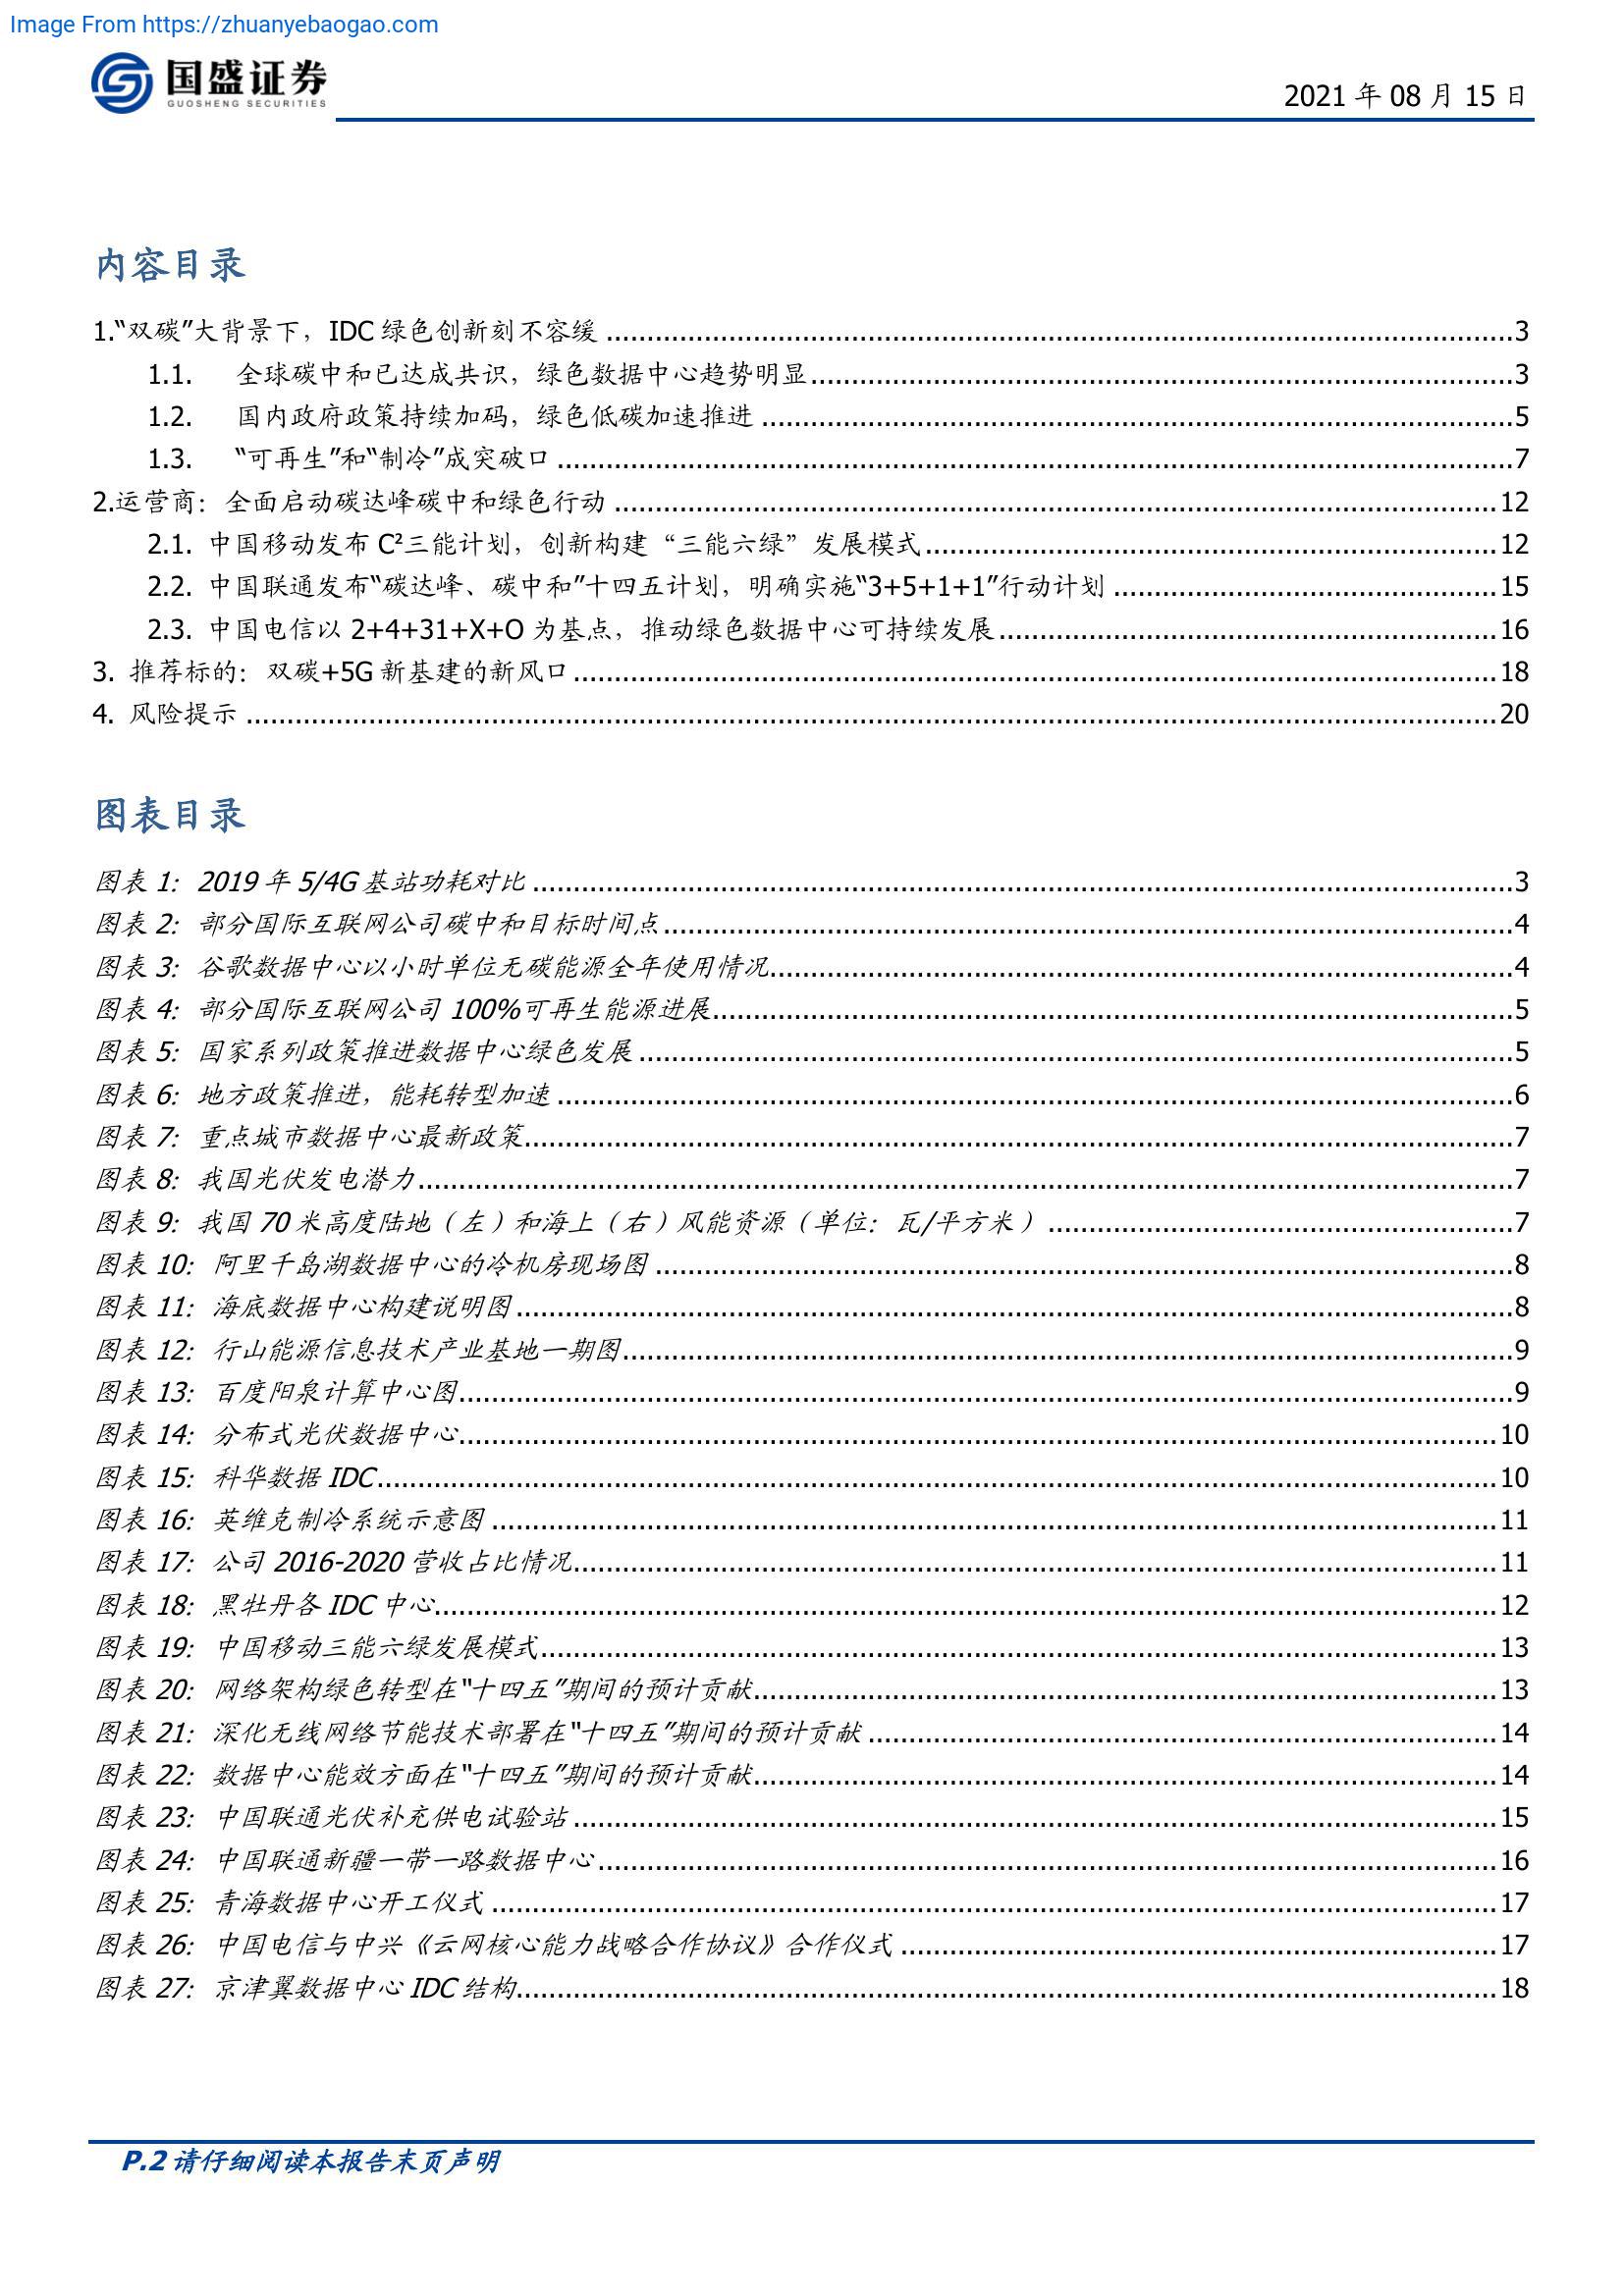 Image From https://zhuanyebaogao.com
国盛证券
GUOSHENG SECURITIES
2021 年 08 月 15 日
内容目录
1.“双碳”大背景下，IDC 绿色创新刻不容缓 ........ 3
1.1. 全球碳中和已达成共识，绿色数据中心趋势明显 ........ 3
1.2. 国内政府政策持续加码，绿色低碳加速推进 ........ 5
1.3. “可再生”和“制冷”成突破口 ........ 7
2.运营商：全面启动碳达峰碳中和绿色行动 ........ 12
2.1. 中国移动发布 C²三能计划，创新构建“三能六绿”发展模式 ........ 12
2.2. 中国联通发布“碳达峰、碳中和”十四五计划，明确实施“3+5+1+1”行动计划 ........ 15
2.3. 中国电信以 2+4+31+X+O 为基点，推动绿色数据中心可持续发展 ........ 16
3. 推荐标的：双碳+5G 新基建的新风口 ........ 18
4. 风险提示 ........ 20
图表目录
图表 1：2019 年 5/4G 基站功耗对比 ........ 3
图表 2：部分国际互联网公司碳中和目标时间点 ........ 4
图表 3：谷歌数据中心以小时单位无碳能源全年使用情况 ........ 4
图表 4：部分国际互联网公司 100%可再生能源进展 ........ 5
图表 5：国家系列政策推进数据中心绿色发展 ........ 5
图表 6：地方政策推进，能耗转型加速 ........ 6
图表 7：重点城市数据中心最新政策 ........ 7
图表 8：我国光伏发电潜力 ........ 7
图表 9：我国 70 米高度陆地（左）和海上（右）风能资源（单位：瓦/平方米） ........ 7
图表 10：阿里千岛湖数据中心的冷机房现场图 ........ 8
图表 11：海底数据中心构建说明图 ........ 8
图表 12：行山能源信息技术产业基地一期图 ........ 9
图表 13：百度阳泉计算中心图 ........ 9
图表 14：分布式光伏数据中心 ........ 10
图表 15：科华数据 IDC ........ 10
图表 16：英维克制冷系统示意图 ........ 11
图表 17：公司 2016-2020 营收占比情况 ........ 11
图表 18：黑牡丹各 IDC 中心 ........ 12
图表 19：中国移动三能六绿发展模式 ........ 13
图表 20：网络架构绿色转型在"十四五"期间的预计贡献 ........ 13
图表 21：深化无线网络节能技术部署在"十四五"期间的预计贡献 ........ 14
图表 22：数据中心能效方面在"十四五"期间的预计贡献 ........ 14
图表 23：中国联通光伏补充供电试验站 ........ 15
图表 24：中国联通新疆一带一路数据中心 ........ 16
图表 25：青海数据中心开工仪式 ........ 17
图表 26：中国电信与中兴《云网核心能力战略合作协议》合作仪式 ........ 17
图表 27：京津翼数据中心 IDC 结构 ........ 18
P.2 请仔细阅读本报告末页声明